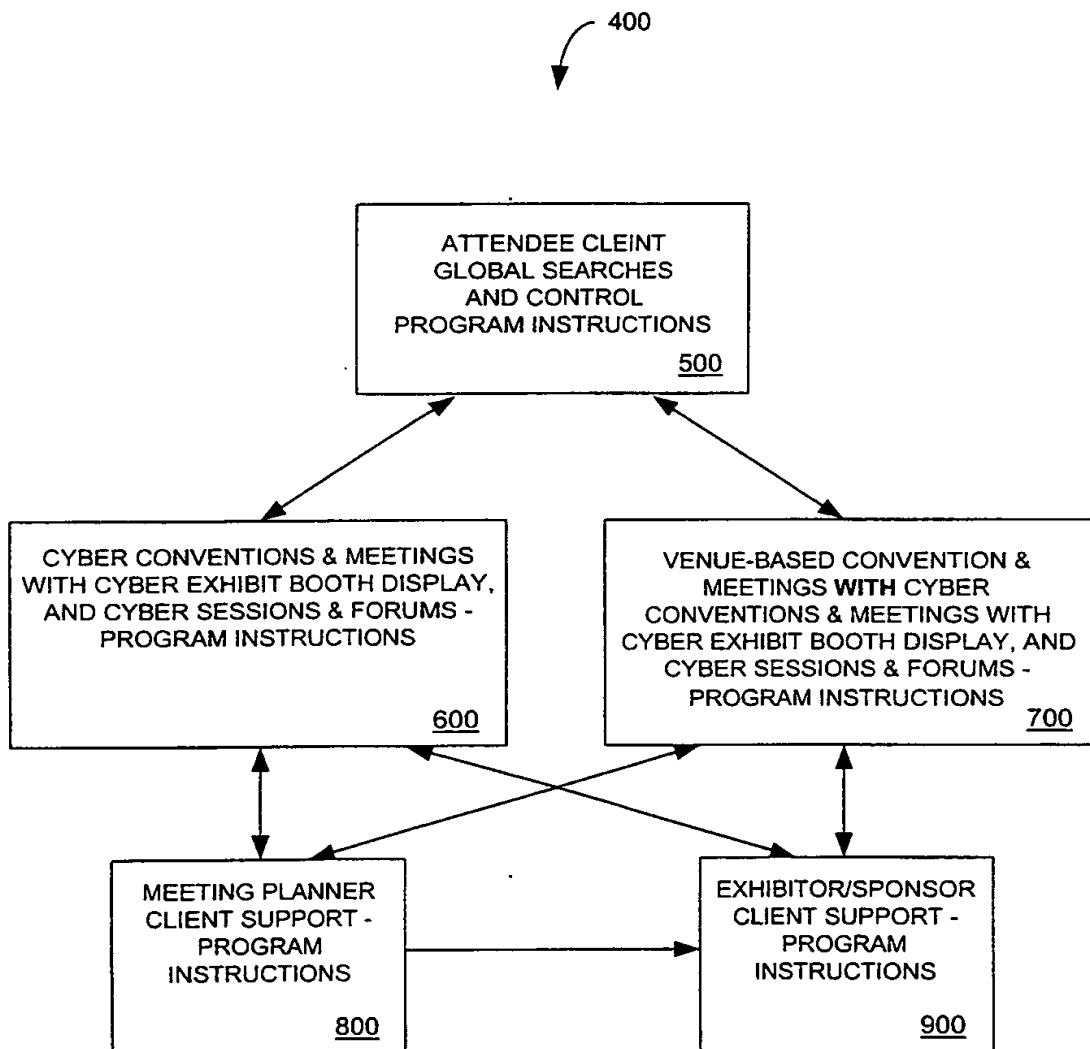 400
ATTENDEE CLEINT
GLOBAL SEARCHES
AND CONTROL
PROGRAM INSTRUCTIONS
500
CYBER CONVENTIONS & MEETINGS
WITH CYBER EXHIBIT BOOTH DISPLAY,
AND CYBER SESSIONS & FORUMS -
PROGRAM INSTRUCTIONS
600
VENUE-BASED CONVENTION &
MEETINGS WITH CYBER
CONVENTIONS & MEETINGS WITH
CYBER EXHIBIT BOOTH DISPLAY, AND
CYBER SESSIONS & FORUMS -
PROGRAM INSTRUCTIONS
700
MEETING PLANNER
CLIENT SUPPORT -
PROGRAM
INSTRUCTIONS
800
EXHIBITOR/SPONSOR
CLIENT SUPPORT -
PROGRAM
INSTRUCTIONS
900